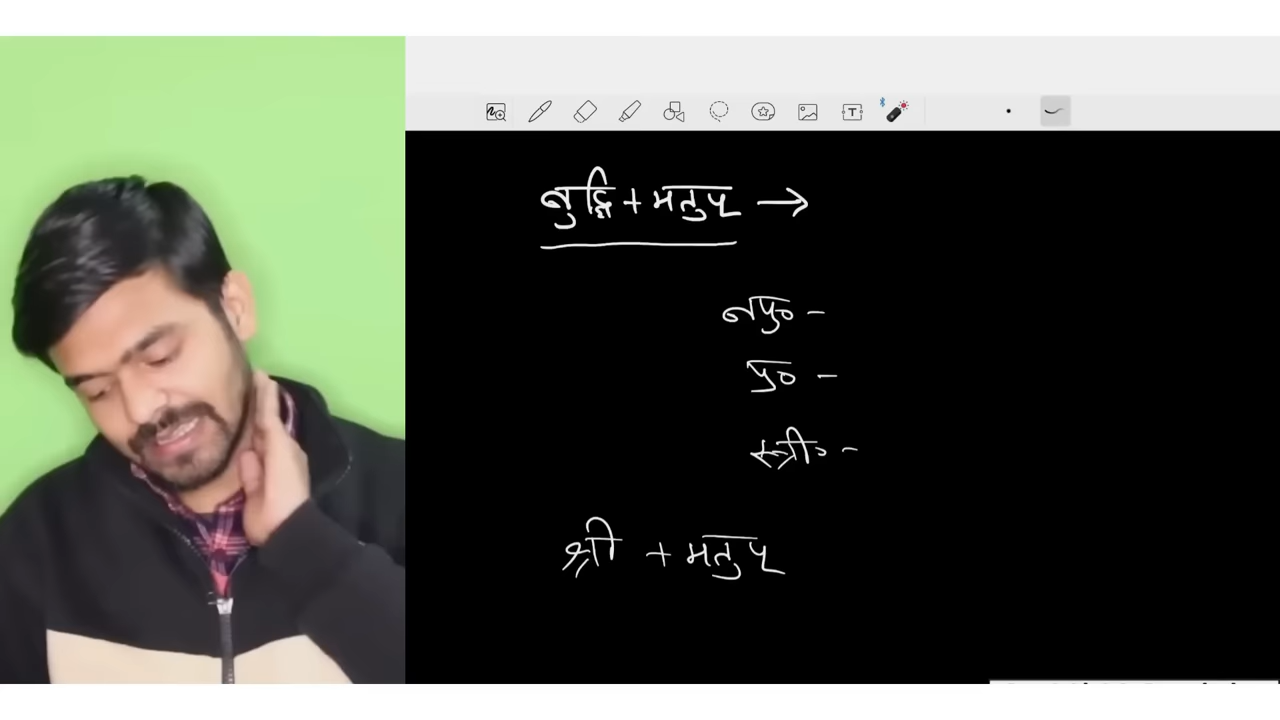 बुद्धि + मतुप् →
नपु० -
पु० -
स्त्री० -
श्री + मतुप्